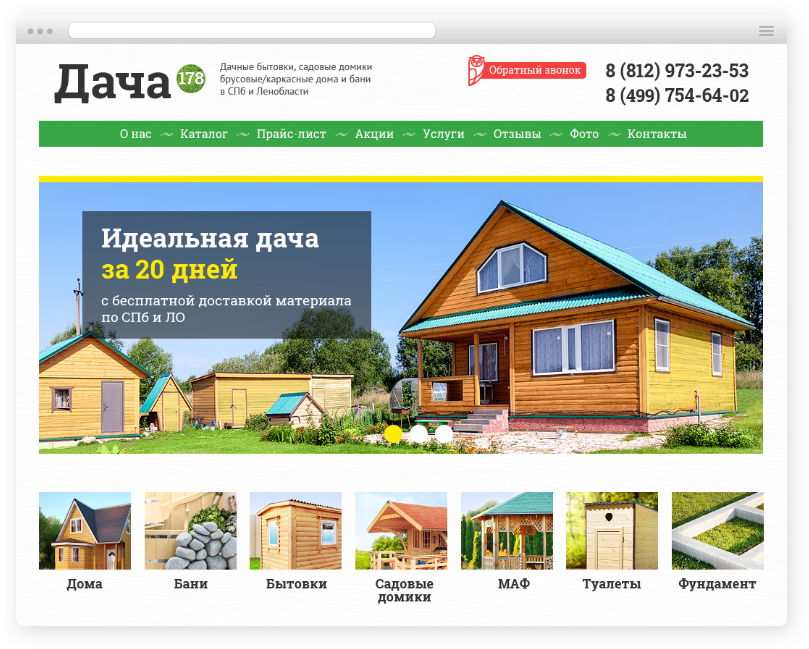 Дача 178
Дачные бытовки, садовые домики
брусовые/каркасные дома и бани
в СПб и Ленобласти
Обратный звонок
8 (812) 973-23-53
8 (499) 754-64-02
О нас Каталог Прайс-лист Акции Услуги Отзывы Фото Контакты
Идеальная дача
за 20 дней
с бесплатной доставкой материала
по СПб и ЛО
Дома Бани Бытовки Садовые домики МАФ Туалеты Фундамент